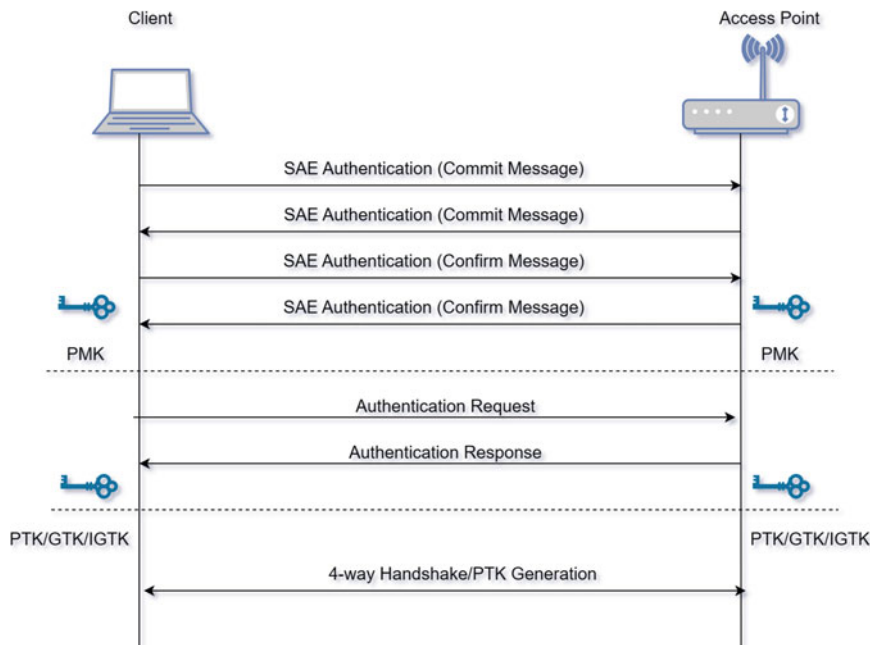 Client
Access Point
SAE Authentication (Commit Message)
SAE Authentication (Commit Message)
SAE Authentication (Confirm Message)
SAE Authentication (Confirm Message)
PMK
PMK
Authentication Request
Authentication Response
PTK/GTK/IGTK
PTK/GTK/IGTK
4-way Handshake/PTK Generation